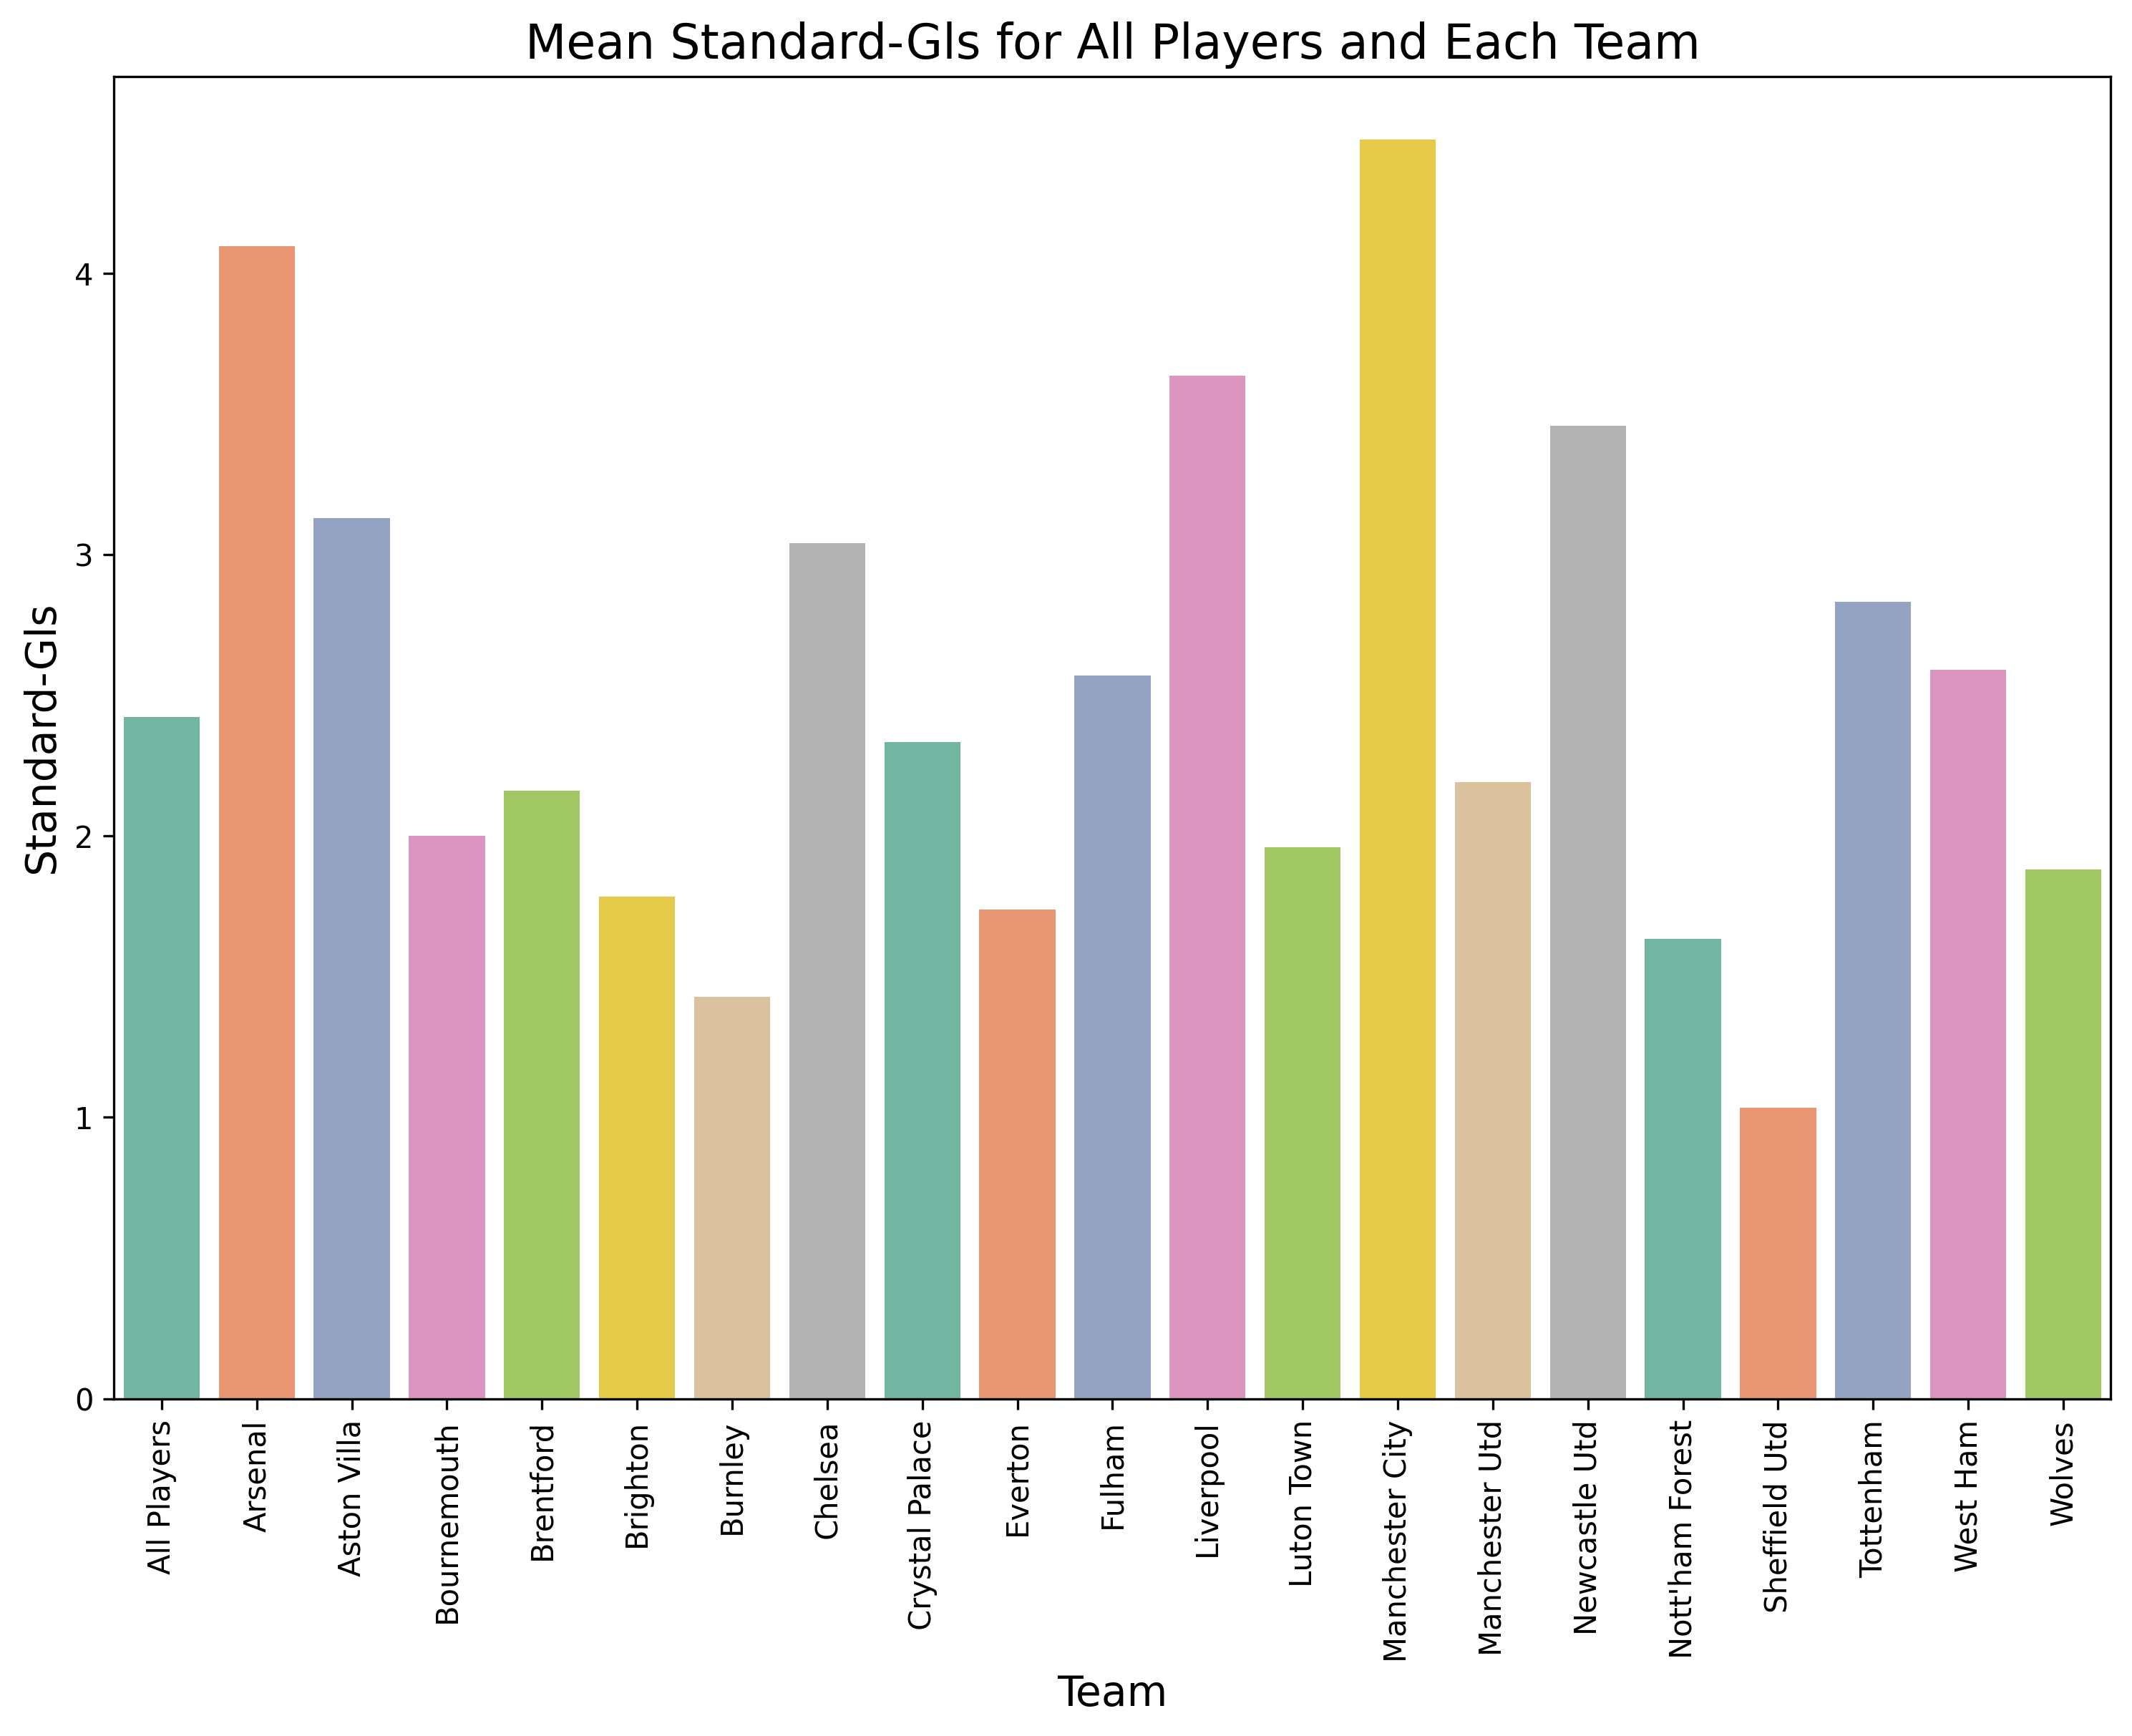 Mean Standard-Gls for All Players and Each Team
Standard-Gls
4
3
2
1
0
All Players
Arsenal
Aston Villa
Bournemouth
Brentford
Brighton
Burnley
Chelsea
Crystal Palace
Everton
Fulham
Liverpool
Luton Town
Manchester City
Manchester Utd
Newcastle Utd
Nott'ham Forest
Sheffield Utd
Tottenham
West Ham
Wolves
Team